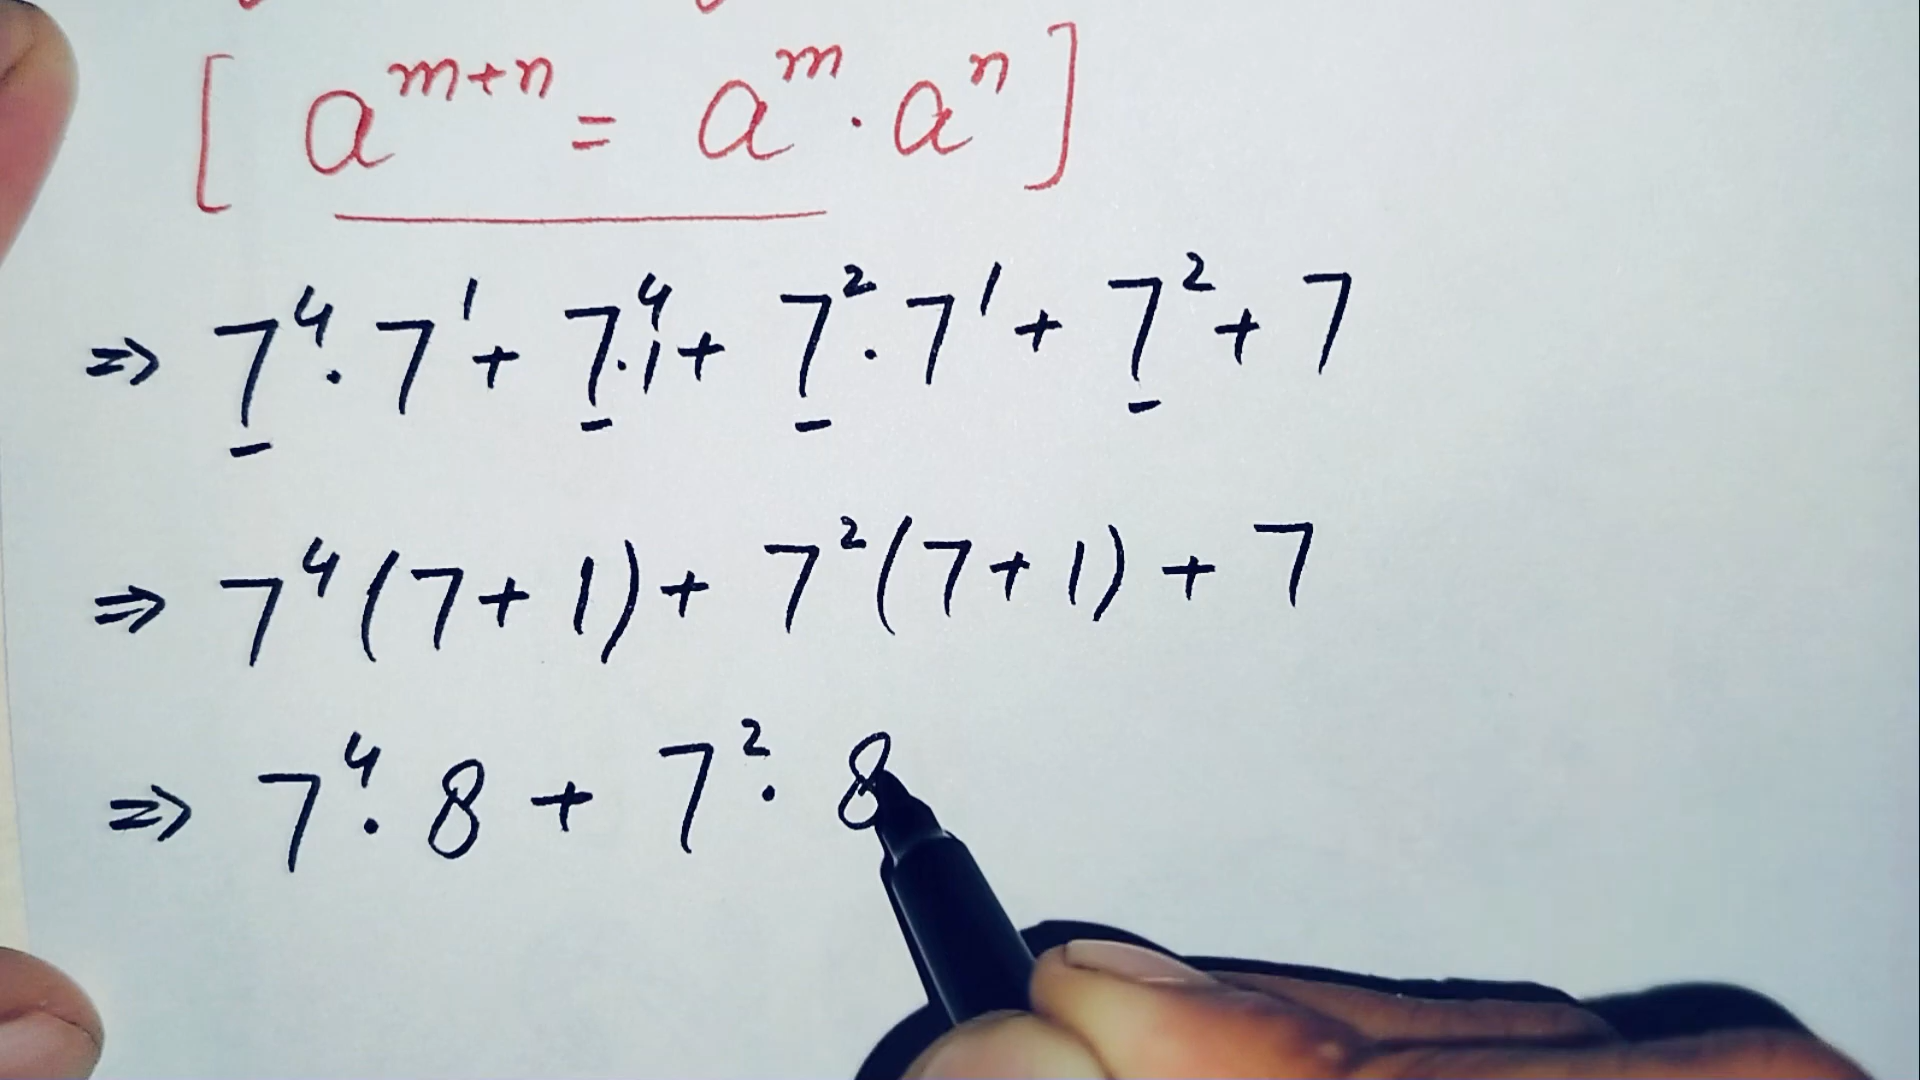 [ a^{m+n} = a^m · a^n ]
⇒ 7^4 · 7^1 + 7^4 · 1 + 7^2 · 7^1 + 7^2 + 7
⇒ 7^4 (7 + 1) + 7^2 (7 + 1) + 7
⇒ 7^4 · 8 + 7^2 · 8